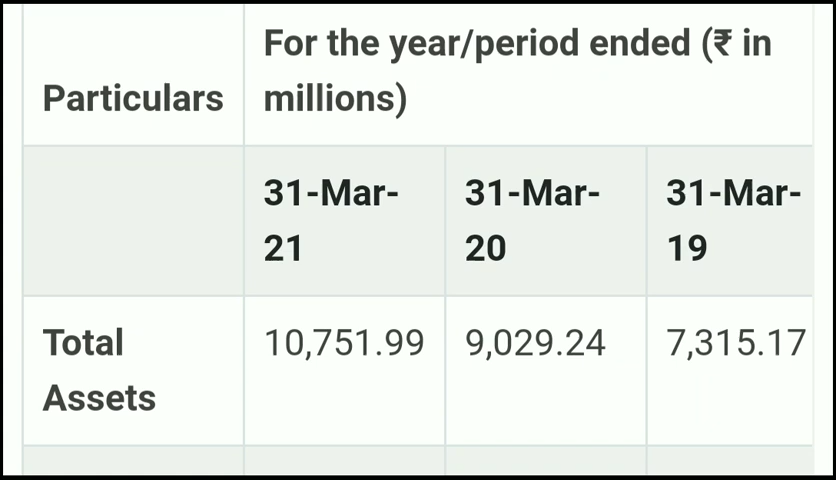 Particulars
For the year/period ended (₹ in
millions)
31-Mar-
21
31-Mar-
20
31-Mar-
19
Total
Assets
10,751.99
9,029.24
7,315.17